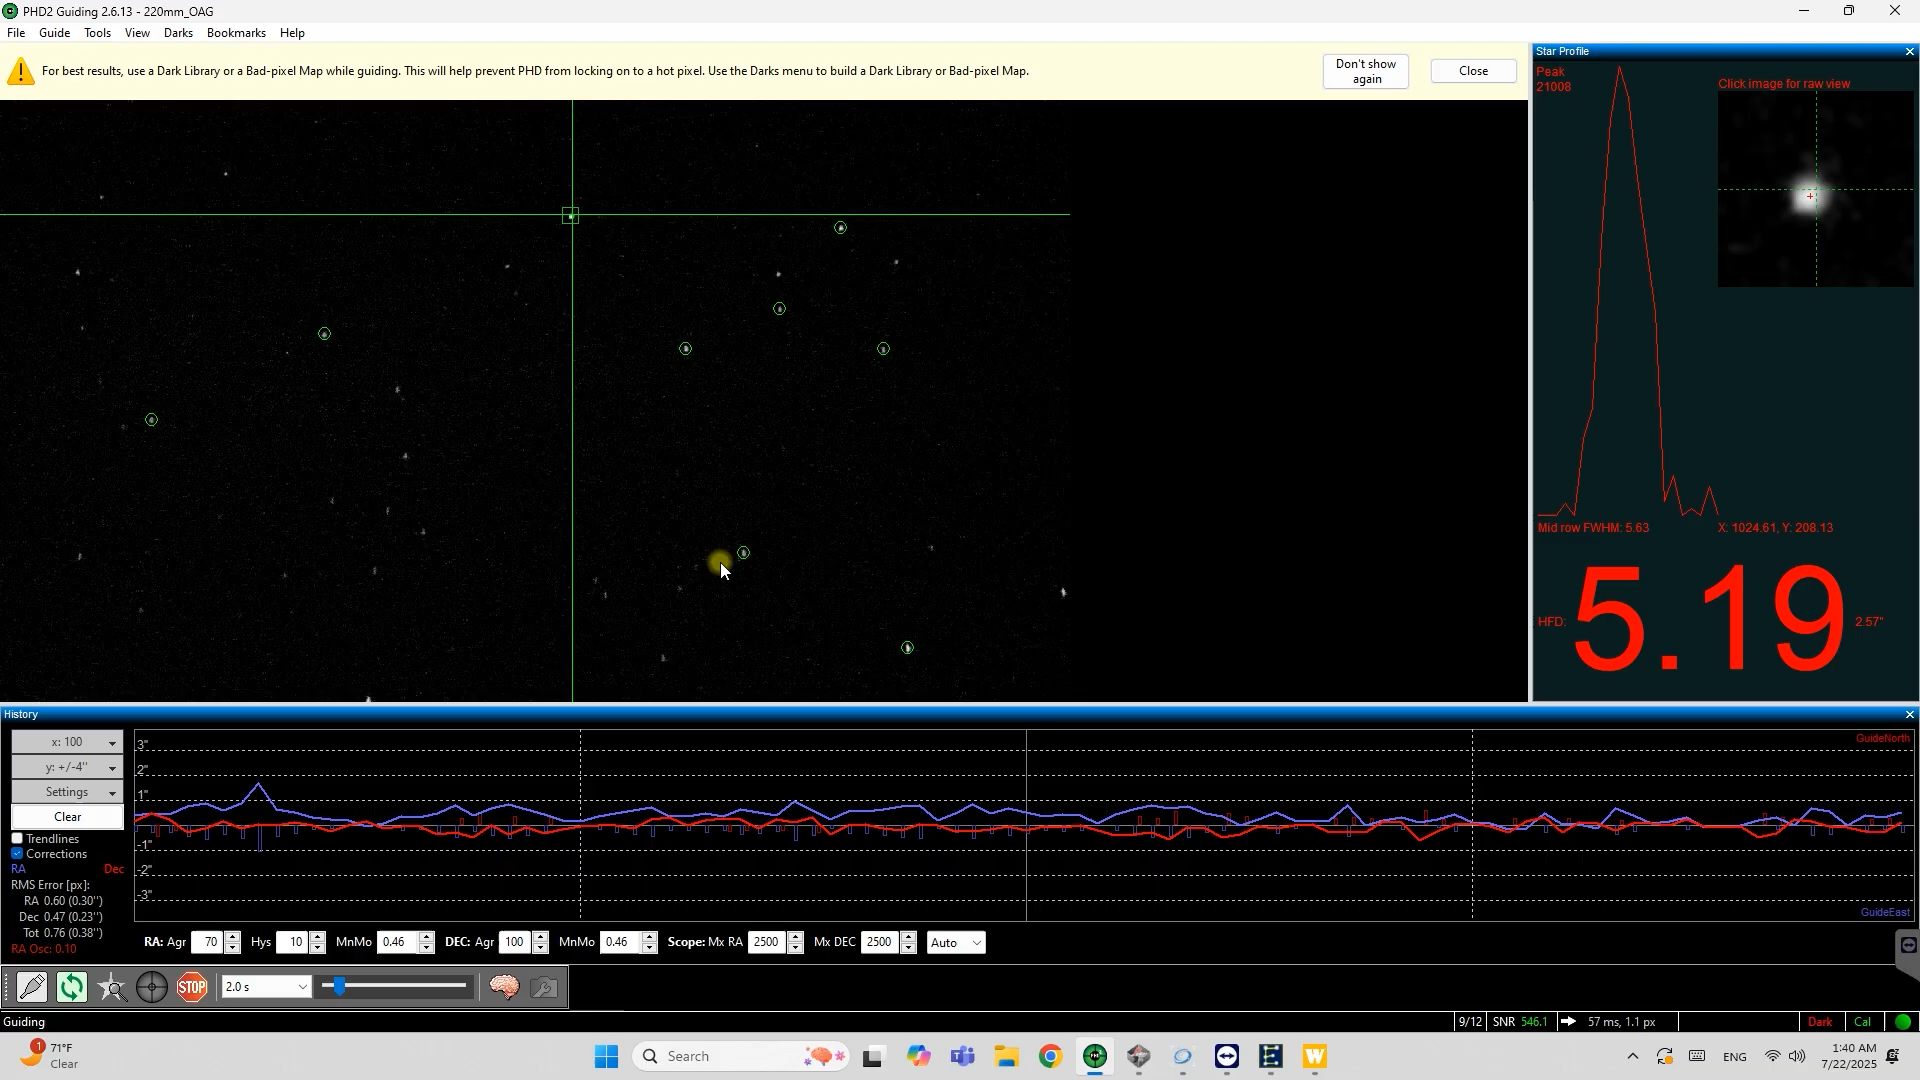 PHD2 Guiding 2.6.13 - 220mm_OAG
File Guide Tools View Darks Bookmarks Help
For best results, use a Dark Library or a Bad-pixel Map while guiding. This will help prevent PHD from locking on to a hot pixel. Use the Darks menu to build a Dark Library or Bad-pixel Map.
Don't show
again
Close
Star Profile
Peak
21008
Click image for raw view
Mid row FWHM: 5.63
X: 1024.61, Y: 208.13
HFD: 5.19 2.57"
History
x: 100
y: +/-4"
Settings
Clear
Trendlines
Corrections
RA Dec
RMS Error [px]:
RA 0.60 (0.30")
Dec 0.47 (0.23")
Tot 0.76 (0.38")
RA Osc: 0.10
3"
2"
1"
-1"
-2"
-3"
GuideNorth
GuideEast
RA: Agr 70 Hys 10 MnMo 0.46 DEC: Agr 100 MnMo 0.46 Scope: Mx RA 2500 Mx DEC 2500 Auto
STOP
2.0 s
Guiding
9/12 SNR 546.1 57 ms, 1.1 px Dark Cal
1
71°F
Clear
Search
W
ENG
1:40 AM
7/22/2025